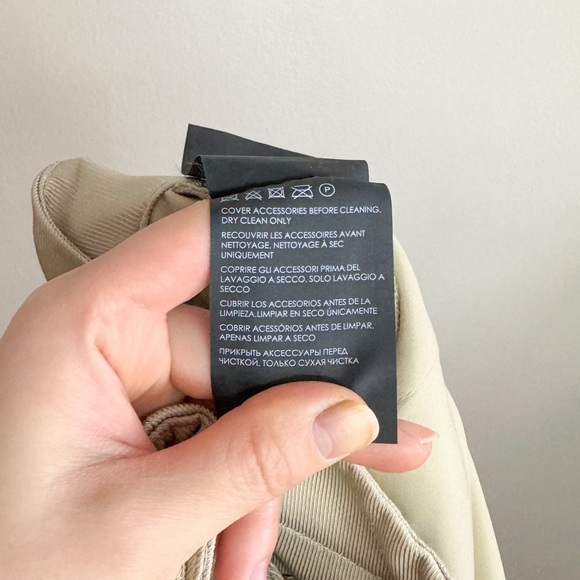 P
COVER ACCESSORIES BEFORE CLEANING.
DRY CLEAN ONLY
RECOUVRIR LES ACCESSOIRES AVANT
NETTOYAGE. NETTOYAGE À SEC
UNIQUEMENT
COPRIRE GLI ACCESSORI PRIMA DEL
LAVAGGIO A SECCO. SOLO LAVAGGIO A
SECCO
CUBRIR LOS ACCESORIOS ANTES DE LA
LIMPIEZA.LIMPIAR EN SECO ÚNICAMENTE
COBRIR ACESSÓRIOS ANTES DE LIMPAR,
APENAS LIMPAR A SECO
ПРИКРЫТЬ АКСЕССУАРЫ ПЕРЕД
ЧИСТКОЙ. ТОЛЬКО СУХАЯ ЧИСТКА